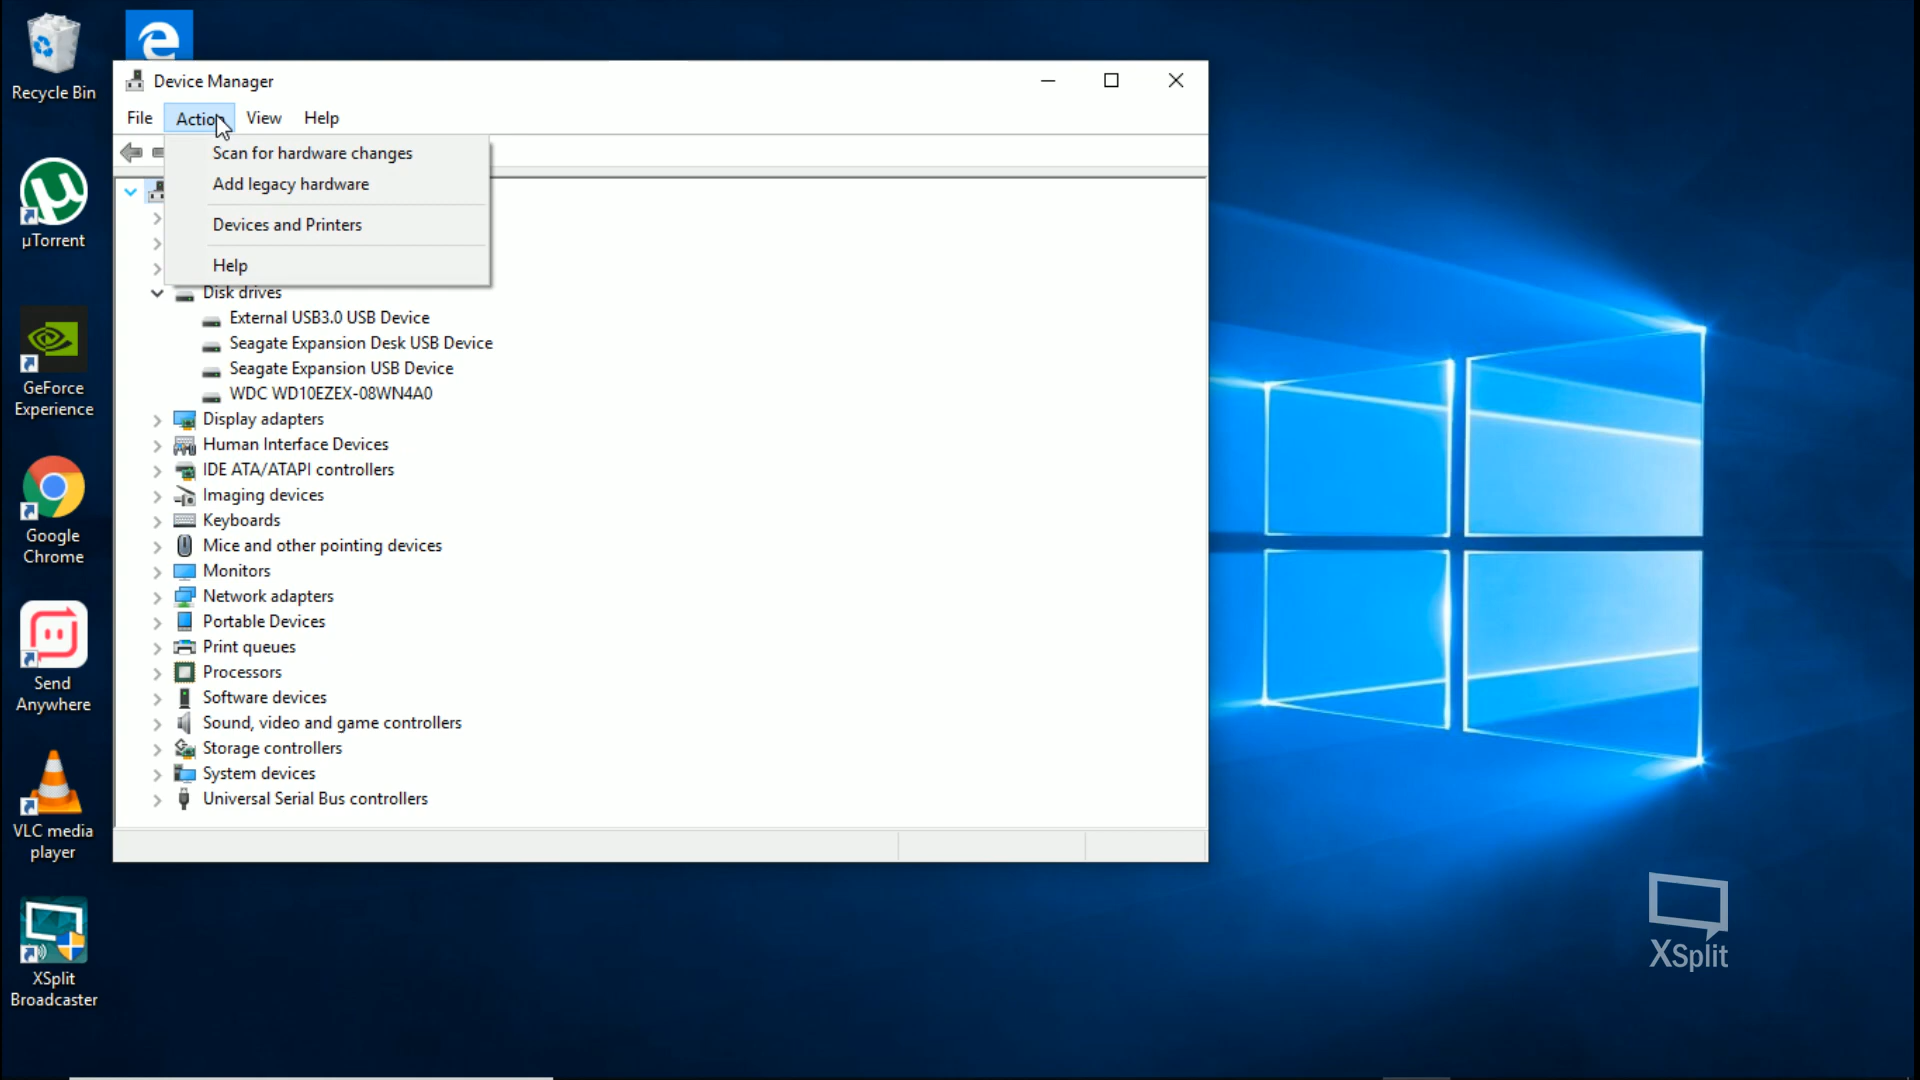 Recycle Bin
µTorrent
GeForce
Experience
Google
Chrome
Send
Anywhere
VLC media
player
XSplit
Broadcaster
Device Manager
File
Action
View
Help
Scan for hardware changes
Add legacy hardware
Devices and Printers
Help
Disk drives
External USB3.0 USB Device
Seagate Expansion Desk USB Device
Seagate Expansion USB Device
WDC WD10EZEX-08WN4A0
Display adapters
Human Interface Devices
IDE ATA/ATAPI controllers
Imaging devices
Keyboards
Mice and other pointing devices
Monitors
Network adapters
Portable Devices
Print queues
Processors
Software devices
Sound, video and game controllers
Storage controllers
System devices
Universal Serial Bus controllers
XSplit